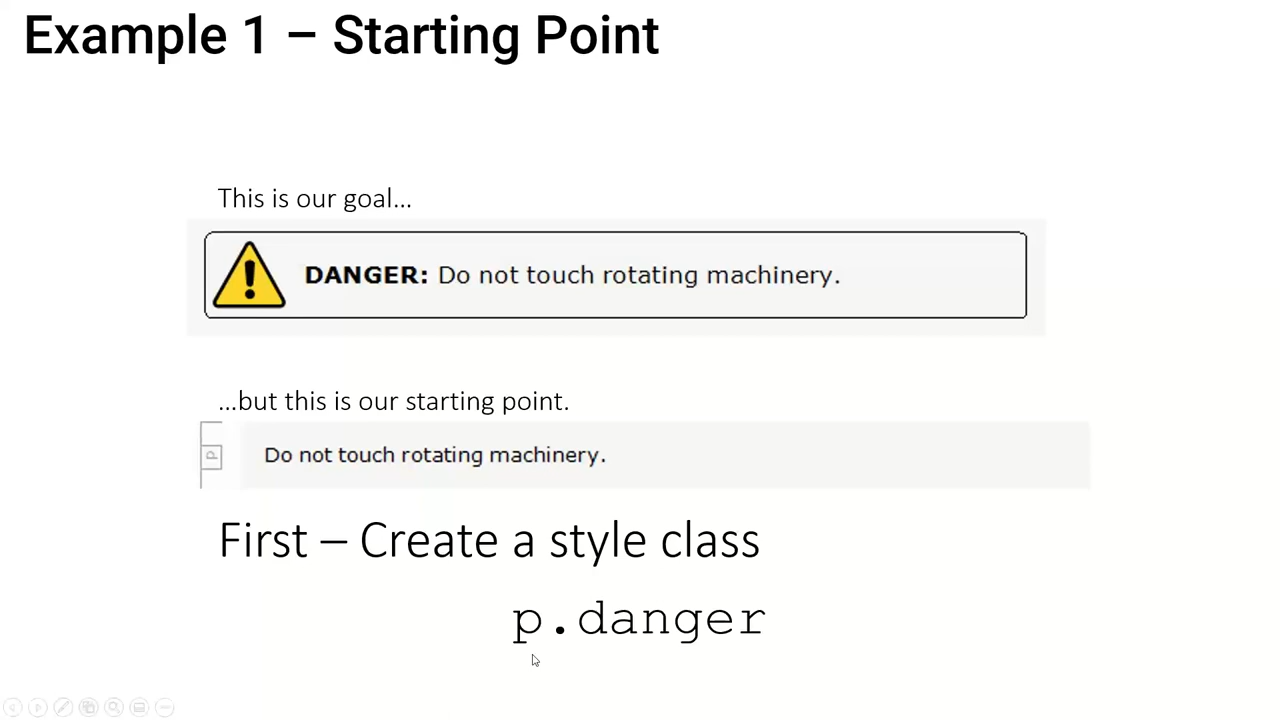 Example 1 – Starting Point
This is our goal...
DANGER: Do not touch rotating machinery.
...but this is our starting point.
P
Do not touch rotating machinery.
First – Create a style class
p.danger